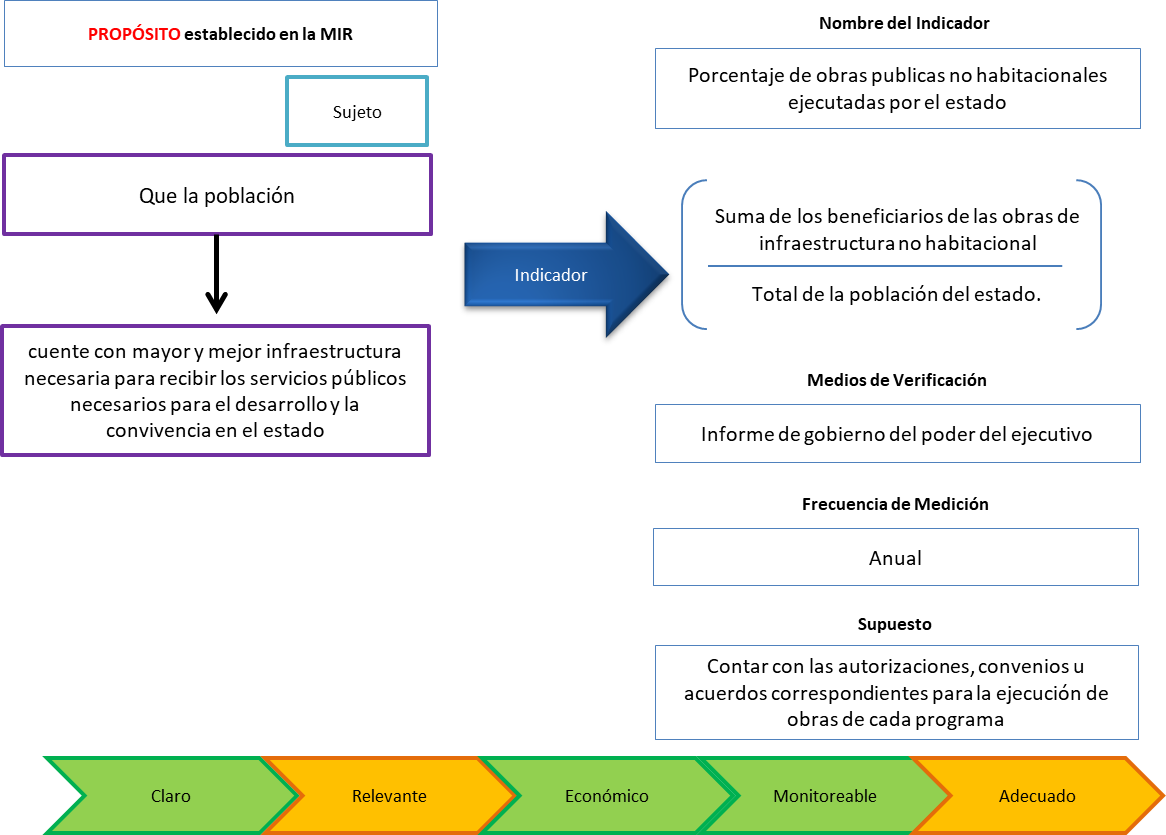 PROPÓSITO establecido en la MIR
Sujeto
Que la población
cuente con mayor y mejor infraestructura
necesaria para recibir los servicios públicos
necesarios para el desarrollo y la
convivencia en el estado
Indicador
Nombre del Indicador
Porcentaje de obras publicas no habitacionales
ejecutadas por el estado
Suma de los beneficiarios de las obras de
infraestructura no habitacional
Total de la población del estado.
Medios de Verificación
Informe de gobierno del poder del ejecutivo
Frecuencia de Medición
Anual
Supuesto
Contar con las autorizaciones, convenios u
acuerdos correspondientes para la ejecución de
obras de cada programa
Claro
Relevante
Económico
Monitoreable
Adecuado